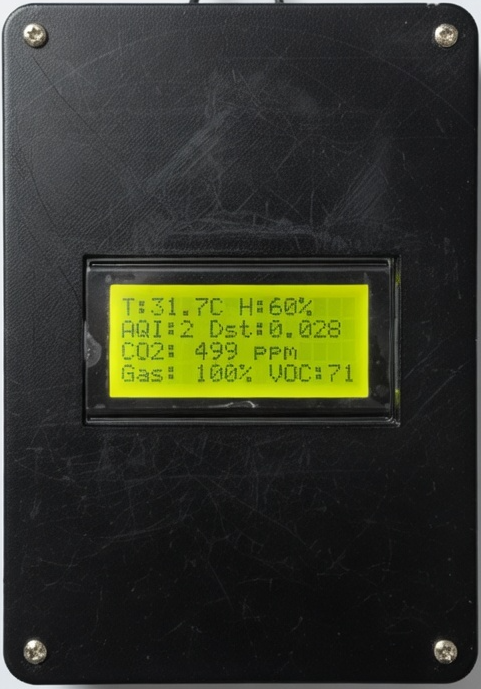 T:31.7C H:60%
AQI:2 Dst:0.028
CO2: 499 ppm
Gas: 100% VOC:71